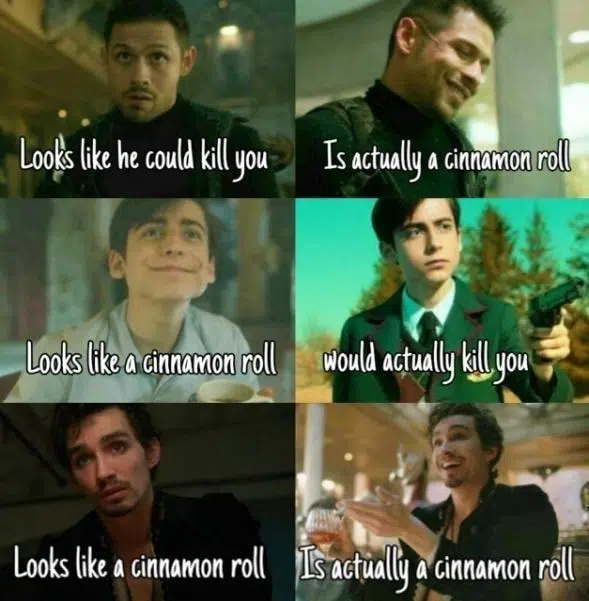 Looks like he could kill you
Is actually a cinnamon roll
Looks like a cinnamon roll
would actually kill you
Looks like a cinnamon roll
Is actually a cinnamon roll